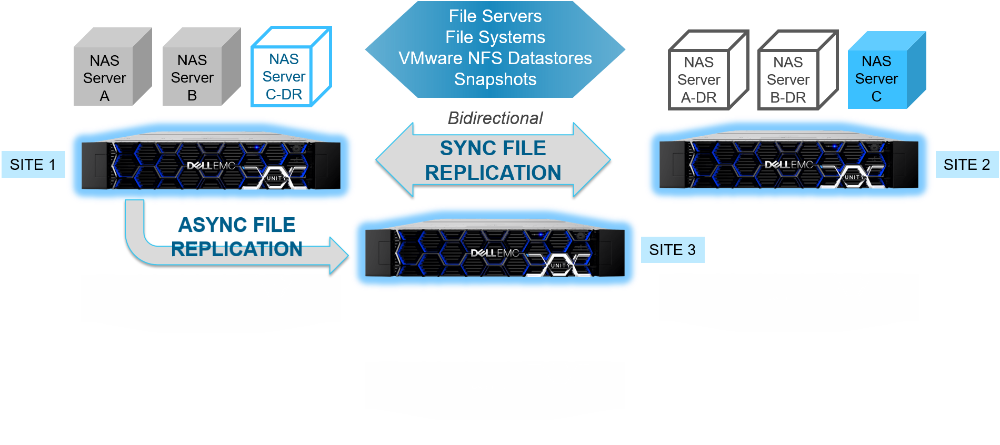 File Servers
File Systems
VMware NFS Datastores
Snapshots
NAS
Server
A
NAS
Server
B
NAS
Server
C-DR
NAS
Server
A-DR
NAS
Server
B-DR
NAS
Server
C
Bidirectional
SYNC FILE
REPLICATION
SITE 1
DELLEMC
UNITY
DELLEMC
UNITY
SITE 2
ASYNC FILE
REPLICATION
DELLEMC
UNITY
SITE 3